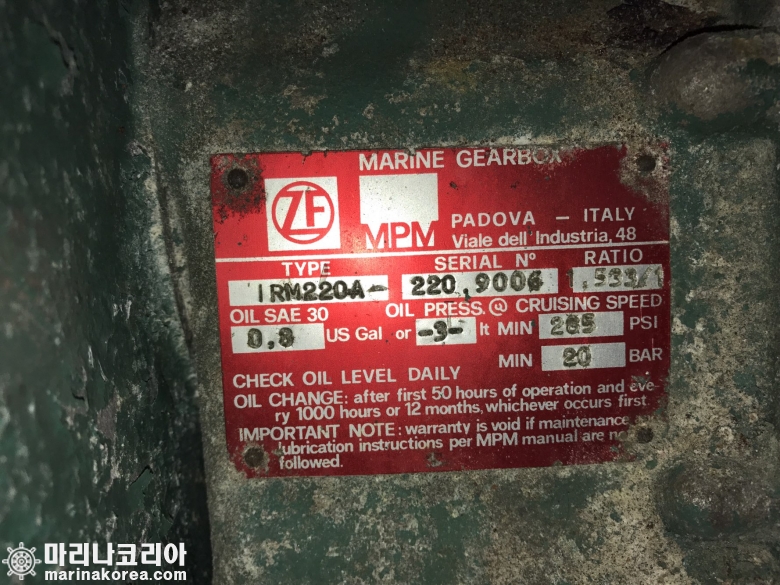 MARINE GEARBOX
ZF
MPM
PADOVA – ITALY
Viale dell' Industria, 48
TYPE SERIAL N° RATIO
IRM220A- 220,9006
OIL SAE 30 OIL PRESS.@ CRUISING SPEED
0,8 US Gal or -3- lt MIN 285 PSI
MIN 20 BAR
CHECK OIL LEVEL DAILY
OIL CHANGE: after first 50 hours of operation and eve-
ry 1000 hours or 12 months, whichever occurs first.
IMPORTANT NOTE: warranty is void if maintenance
lubrication instructions per MPM manual are
followed.
마리나코리아
marinakorea.com